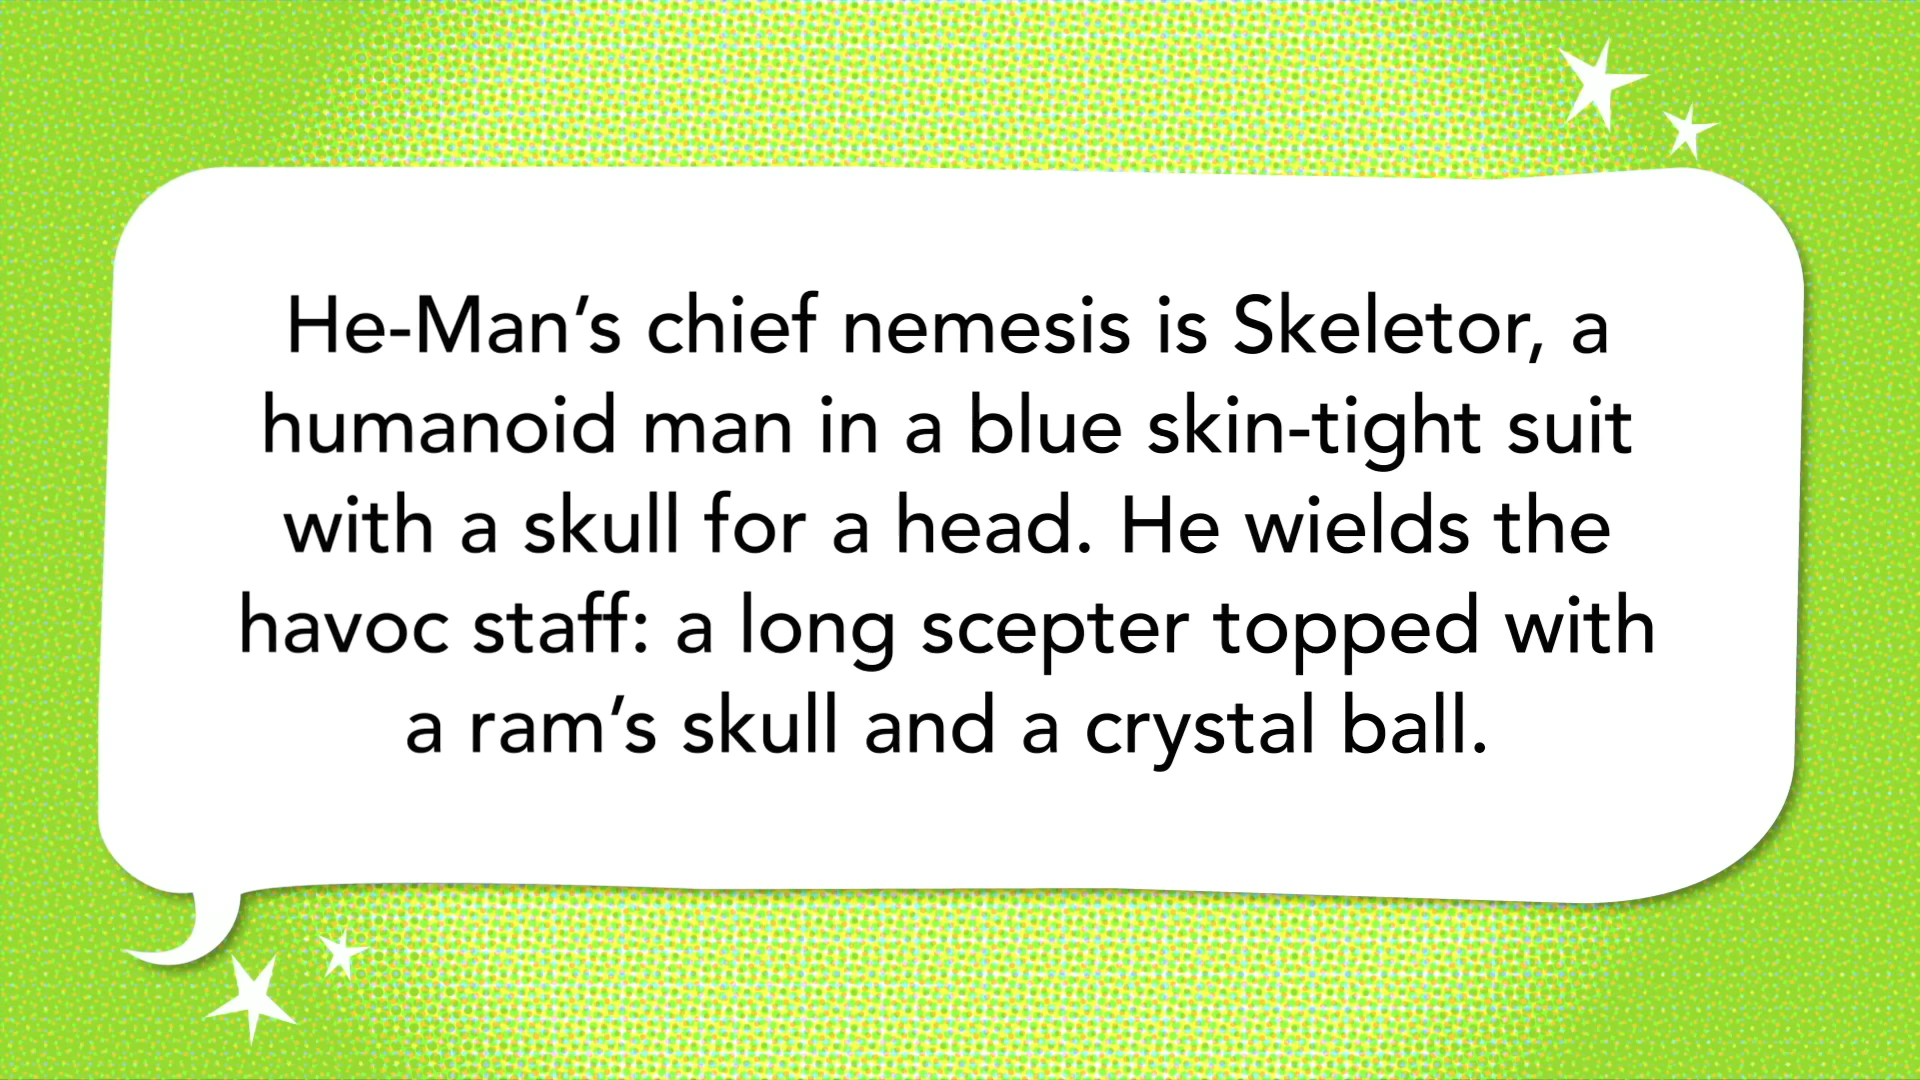 He-Man’s chief nemesis is Skeletor, a
humanoid man in a blue skin-tight suit
with a skull for a head. He wields the
havoc staff: a long scepter topped with
a ram’s skull and a crystal ball.